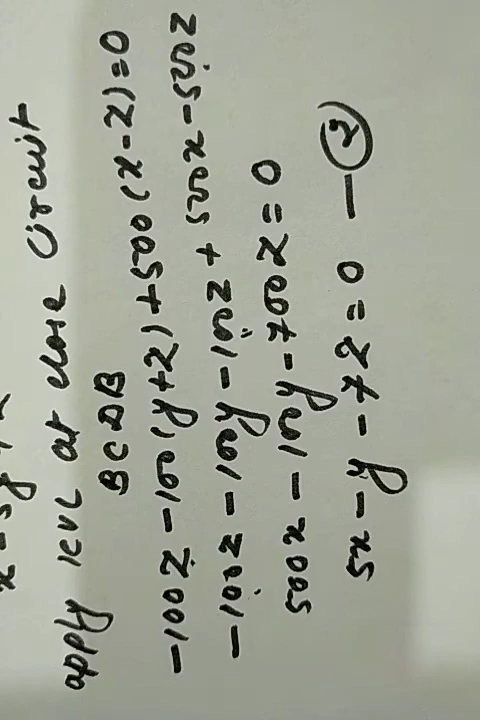 apply KVL at close circuit
BCDB
-100z-100(y+z)+500(x-z)=0
-100z-100y-100z+500x-500z
500x-100y-700z=0
5x-y-7z=0 — (2)